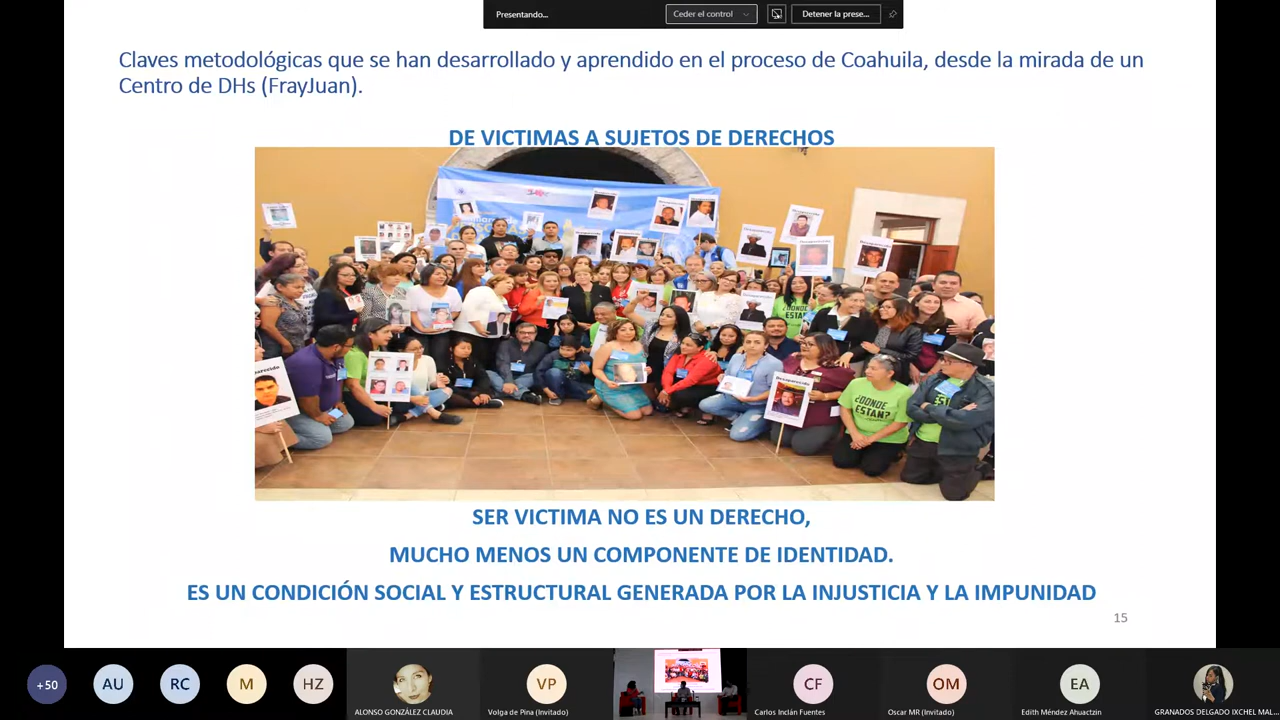 Presentando...
Ceder el control
Detener la prese...
Claves metodológicas que se han desarrollado y aprendido en el proceso de Coahuila, desde la mirada de un
Centro de DHs (FrayJuan).
DE VICTIMAS A SUJETOS DE DERECHOS
¿DONDE
ESTAN?
¿DONDE
ESTAN?
SER VICTIMA NO ES UN DERECHO,
MUCHO MENOS UN COMPONENTE DE IDENTIDAD.
ES UN CONDICIÓN SOCIAL Y ESTRUCTURAL GENERADA POR LA INJUSTICIA Y LA IMPUNIDAD
15
+50
AU
RC
M
HZ
ALONSO GONZÁLEZ CLAUDIA
VP
Volga de Pina (Invitado)
CF
Carlos Inclán Fuentes
OM
Oscar MR (Invitado)
EA
Edith Méndez Ahuactzin
GRANADOS DELGADO IXCHEL MAL...